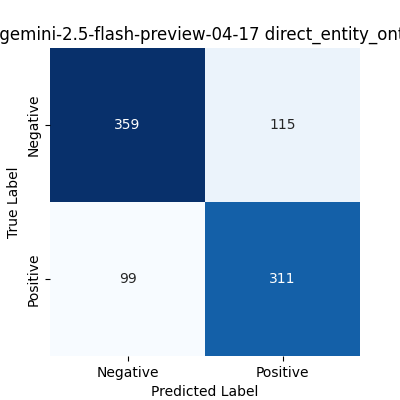 gemini-2.5-flash-preview-04-17 direct_entity_ont
Negative 359 115
Positive 99 311
True Label
Negative Positive
Predicted Label